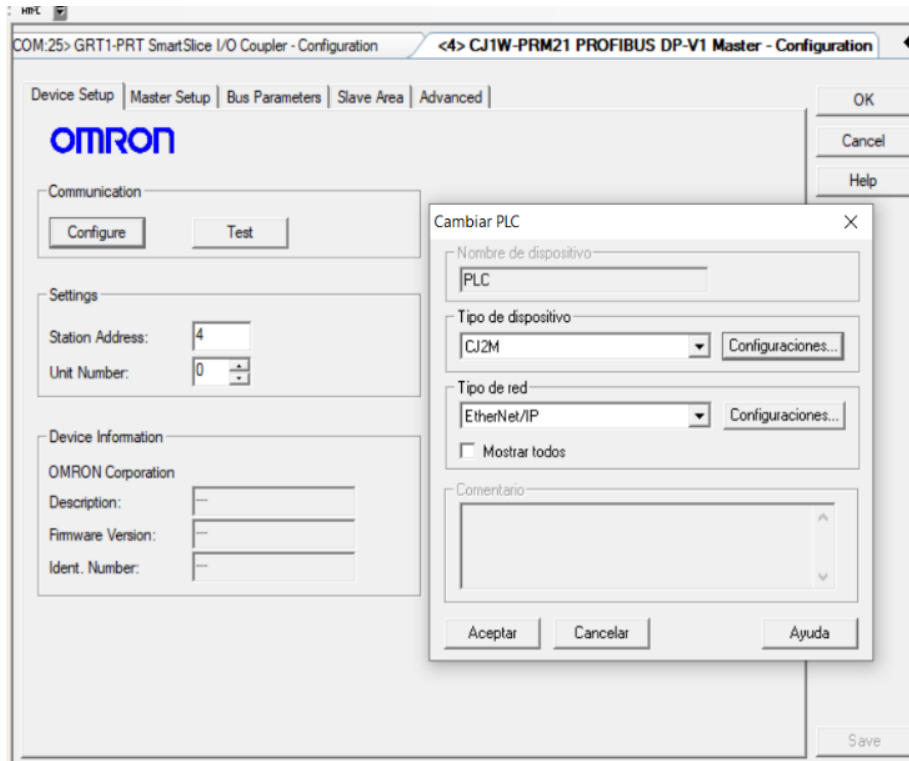 COM:25> GRT1-PRT SmartSlice I/O Coupler - Configuration
<4> CJ1W-PRM21 PROFIBUS DP-V1 Master - Configuration
Device Setup
Master Setup
Bus Parameters
Slave Area
Advanced
OK
Cancel
Help
OMRON
Communication
Configure
Test
Settings
Station Address:
4
Unit Number:
0
Device Information
OMRON Corporation
Description:
---
Firmware Version:
---
Ident. Number:
---
Cambiar PLC
Nombre de dispositivo
PLC
Tipo de dispositivo
CJ2M
Configuraciones...
Tipo de red
EtherNet/IP
Configuraciones...
Mostrar todos
Comentario
Aceptar
Cancelar
Ayuda
Save